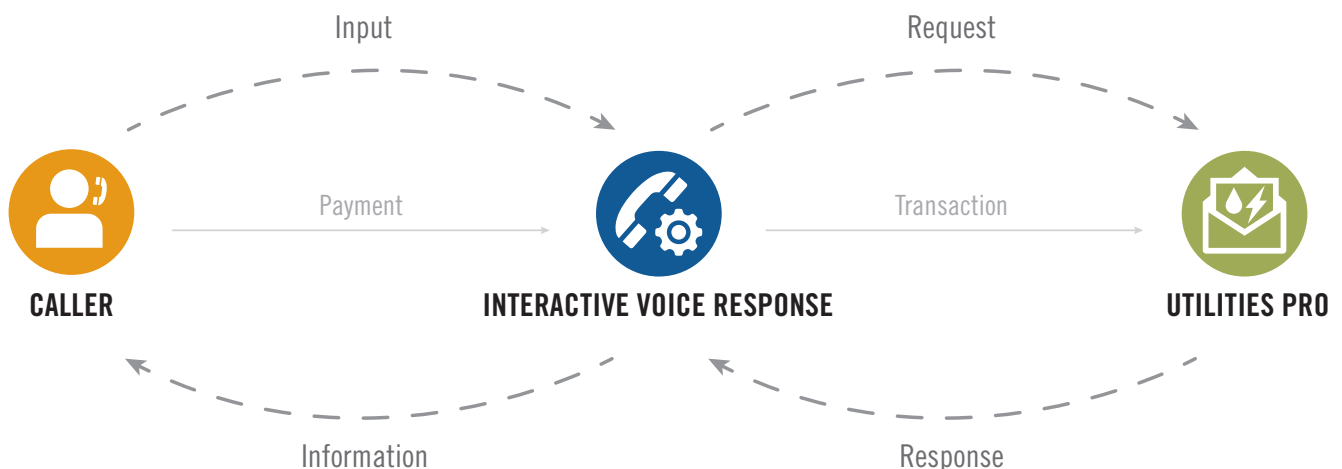 Input
Request
Payment
Transaction
CALLER
INTERACTIVE VOICE RESPONSE
UTILITIES PRO
Information
Response